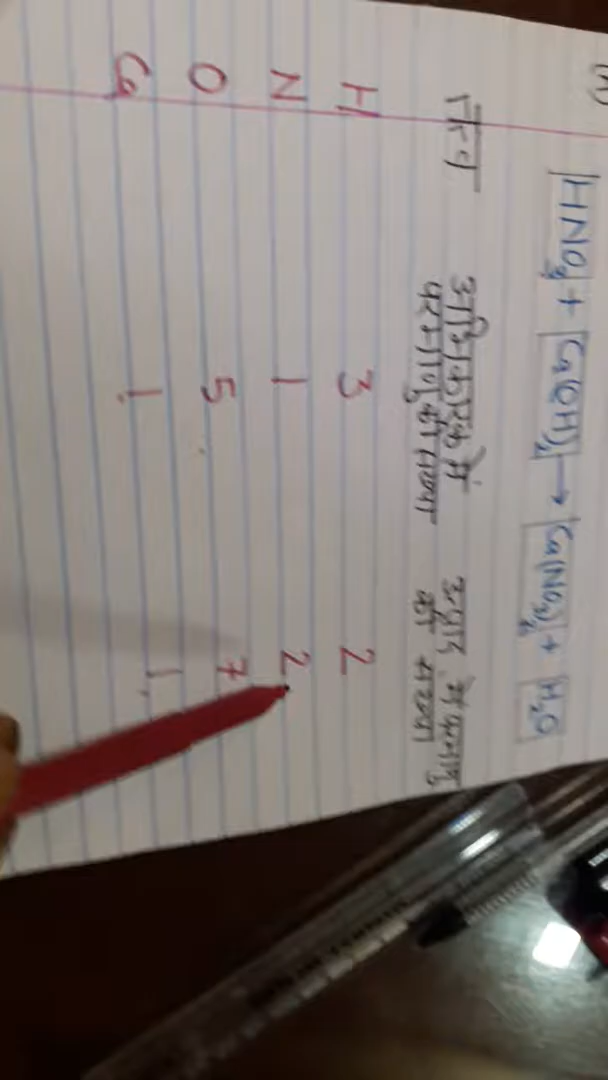 (A)
HNO₃ + Ca(OH)₂ → Ca(NO₃)₂ + H₂O
तत्व अभिकारक में परमाणु की संख्या उत्पाद में परमाणु की संख्या
H 3 2
N 1 2
O 5 7
Ca 1 1